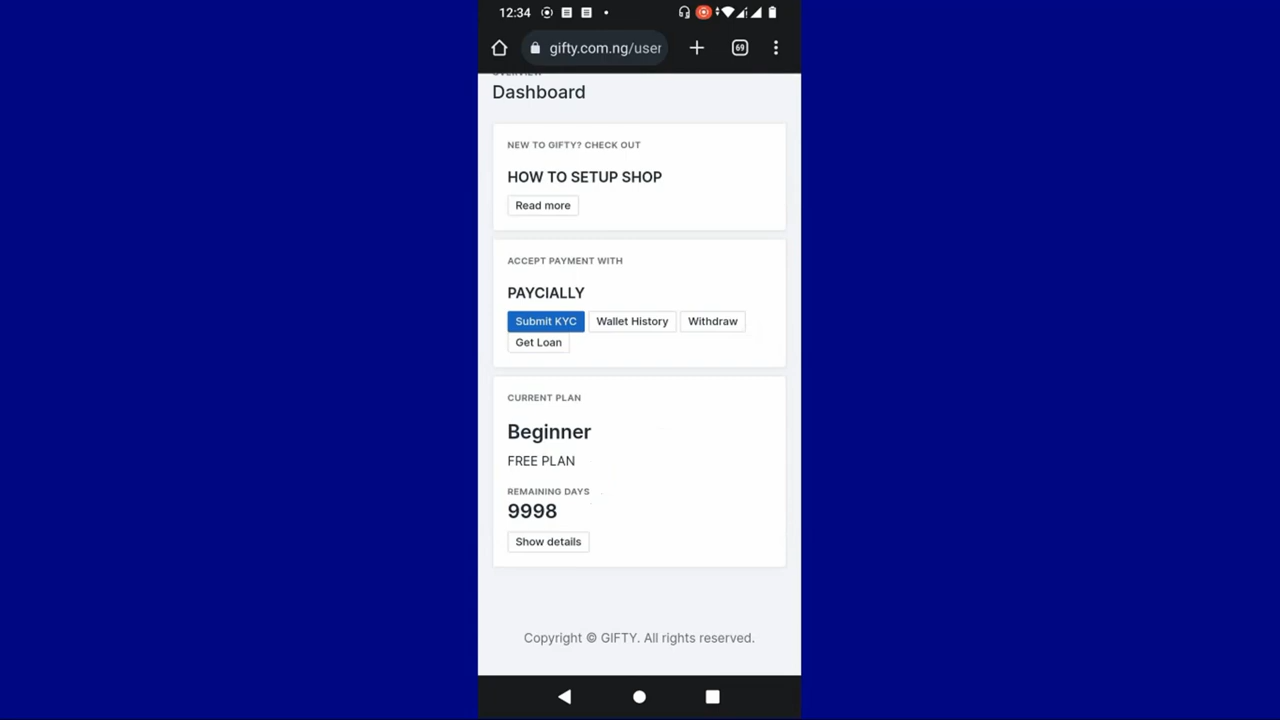 12:34
gifty.com.ng/user
69
OVERVIEW
Dashboard
NEW TO GIFTY? CHECK OUT
HOW TO SETUP SHOP
Read more
ACCEPT PAYMENT WITH
PAYCIALLY
Submit KYC Wallet History Withdraw
Get Loan
CURRENT PLAN
Beginner
FREE PLAN
REMAINING DAYS
9998
Show details
Copyright © GIFTY. All rights reserved.